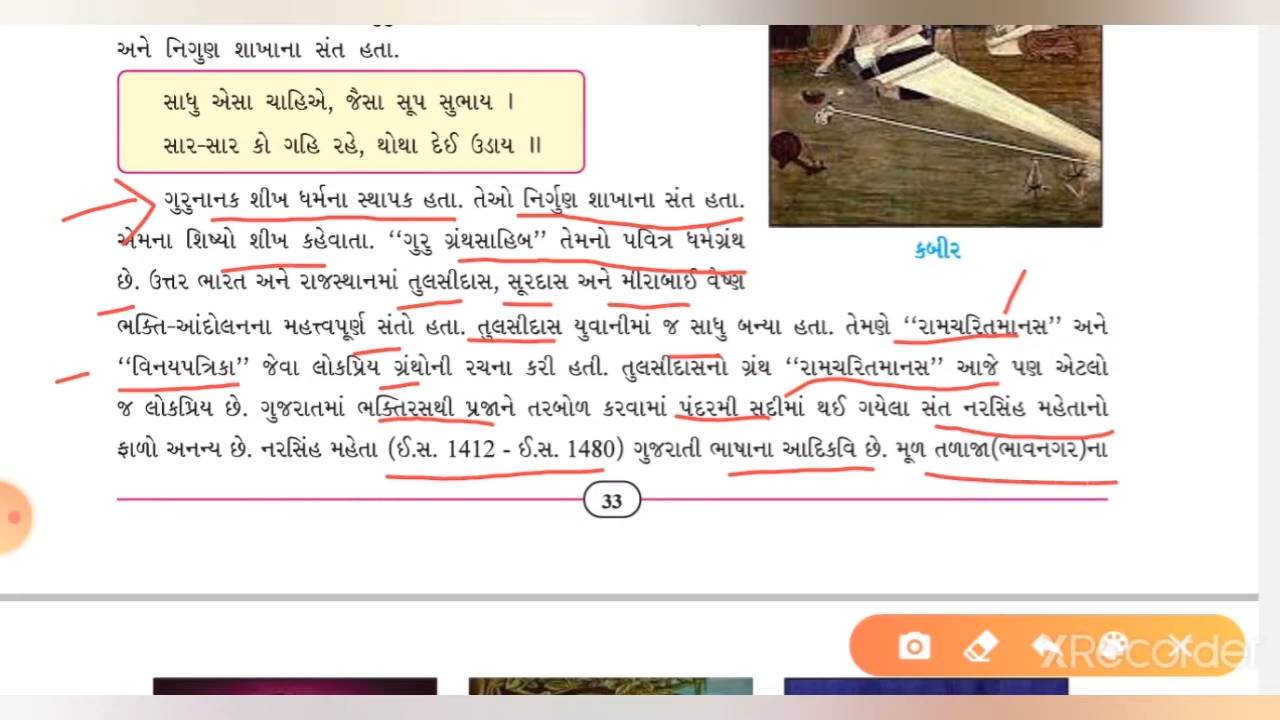 અને નિગુણ શાખાના સંત હતા.
સાધુ એસા ચાહિએ, જૈસા સૂપ સુભાય ।
સાર-સાર કો ગહિ રહે, થોથા દેઈ ઉડાય ॥
ગુરુનાનક શીખ ધર્મના સ્થાપક હતા. તેઓ નિર્ગુણ શાખાના સંત હતા.
એમના શિષ્યો શીખ કહેવાતા. ‘‘ગુરુ ગ્રંથસાહિબ’’ તેમનો પવિત્ર ધર્મગ્રંથ
છે. ઉત્તર ભારત અને રાજસ્થાનમાં તુલસીદાસ, સૂરદાસ અને મીરાબાઈ વૈષ્ણ
કબીર
ભક્તિ-આંદોલનના મહત્ત્વપૂર્ણ સંતો હતા. તુલસીદાસ યુવાનીમાં જ સાધુ બન્યા હતા. તેમણે ‘‘રામચરિતમાનસ’’ અને
‘‘વિનયપત્રિકા’’ જેવા લોકપ્રિય ગ્રંથોની રચના કરી હતી. તુલસીદાસનો ગ્રંથ ‘‘રામચરિતમાનસ’’ આજે પણ એટલો
જ લોકપ્રિય છે. ગુજરાતમાં ભક્તિરસથી પ્રજાને તરબોળ કરવામાં પંદરમી સદીમાં થઈ ગયેલા સંત નરસિંહ મહેતાનો
ફાળો અનન્ય છે. નરસિંહ મહેતા (ઈ.સ. 1412 - ઈ.સ. 1480) ગુજરાતી ભાષાના આદિકવિ છે. મૂળ તળાજા(ભાવનગર)ના
33
XRecorder